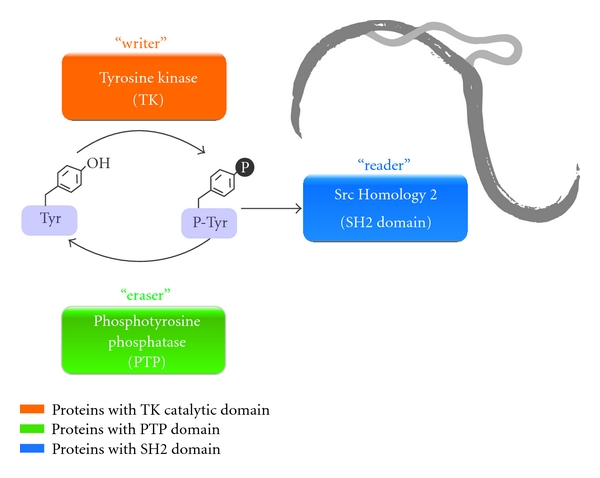 “writer”
Tyrosine kinase
(TK)
OH
P
Tyr
P-Tyr
“reader”
Src Homology 2
(SH2 domain)
“eraser”
Phosphotyrosine
phosphatase
(PTP)
Proteins with TK catalytic domain
Proteins with PTP domain
Proteins with SH2 domain